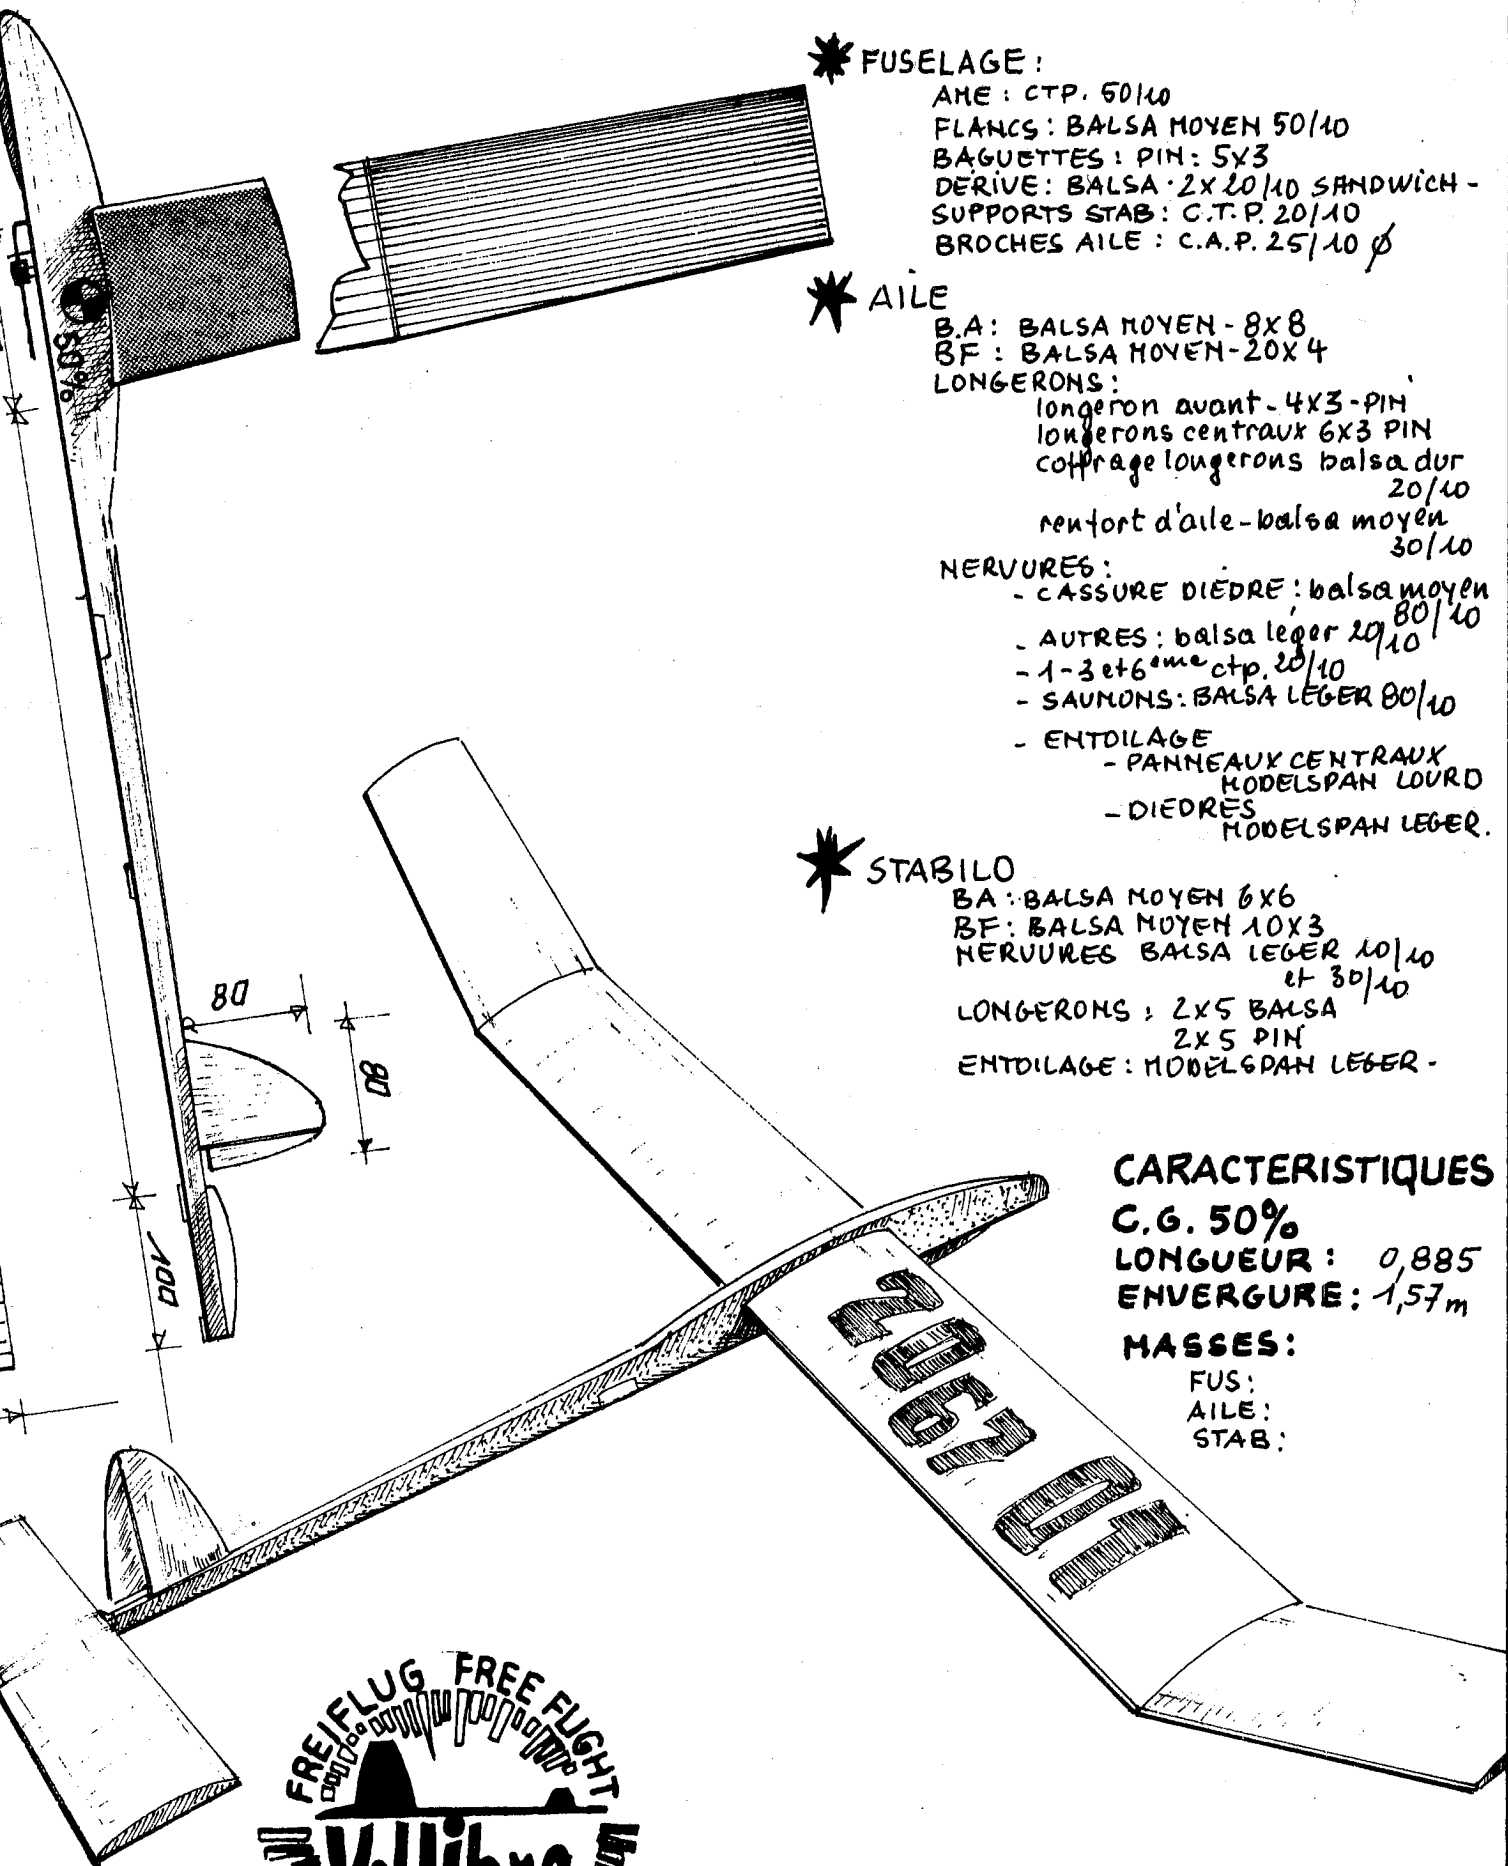 FUSELAGE :
AME : CTP. 50/10
FLANCS : BALSA MOYEN 50/10
BAGUETTES : PIN : 5X3
DERIVE : BALSA · 2X20/10 SANDWICH -
SUPPORTS STAB : C.T.P. 20/10
BROCHES AILE : C.A.P. 25/10 Ø
AILE
B.A : BALSA MOYEN - 8X8
BF : BALSA MOYEN - 20X4
LONGERONS :
longeron avant - 4X3 - PIN
longerons centraux 6X3 PIN
coffrage longerons balsa dur
20/10
renfort d'aile - balsa moyen
30/10
NERVURES :
- CASSURE DIEDRE : balsa moyen
80/10
- AUTRES : balsa léger 20/10
- 1-3 et 6ème ctp. 20/10
- SAUMONS : BALSA LEGER 80/10
- ENTOILAGE
- PANNEAUX CENTRAUX
MODELSPAN LOURD
- DIEDRES
MODELSPAN LEGER.
STABILO
BA : BALSA MOYEN 6X6
BF : BALSA MOYEN 10X3
NERVURES BALSA LEGER 10/10
et 30/10
LONGERONS : 2X5 BALSA
2X5 PIN
ENTOILAGE : MODELSPAN LEGER -
CARACTERISTIQUES
C.G. 50%
LONGUEUR : 0,885
ENVERGURE : 1,57m
MASSES :
FUS :
AILE :
STAB :
50%
80
80
100
FREIFLUG FREE FLIGHT
Vol libre